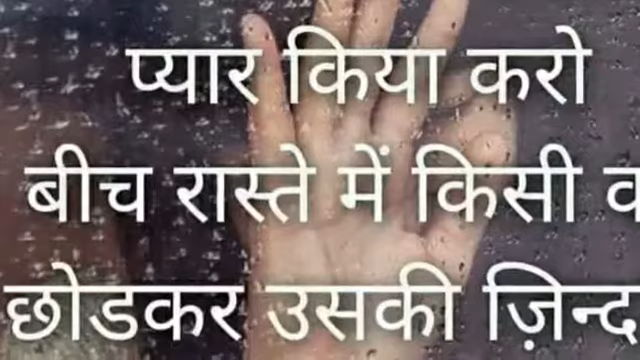 प्यार किया करो
बीच रास्ते में किसी
छोडकर उसकी